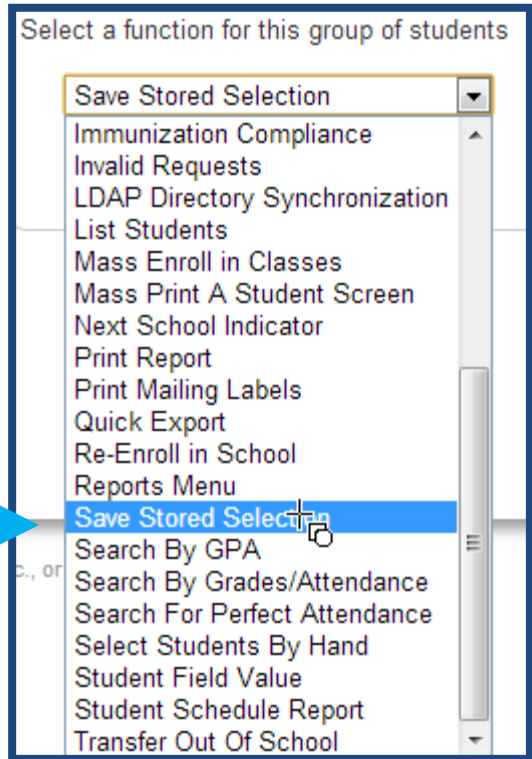 Select a function for this group of students
Save Stored Selection
Immunization Compliance
Invalid Requests
LDAP Directory Synchronization
List Students
Mass Enroll in Classes
Mass Print A Student Screen
Next School Indicator
Print Report
Print Mailing Labels
Quick Export
Re-Enroll in School
Reports Menu
Save Stored Selection
Search By GPA
c., or
Search By Grades/Attendance
Search For Perfect Attendance
Select Students By Hand
Student Field Value
Student Schedule Report
Transfer Out Of School